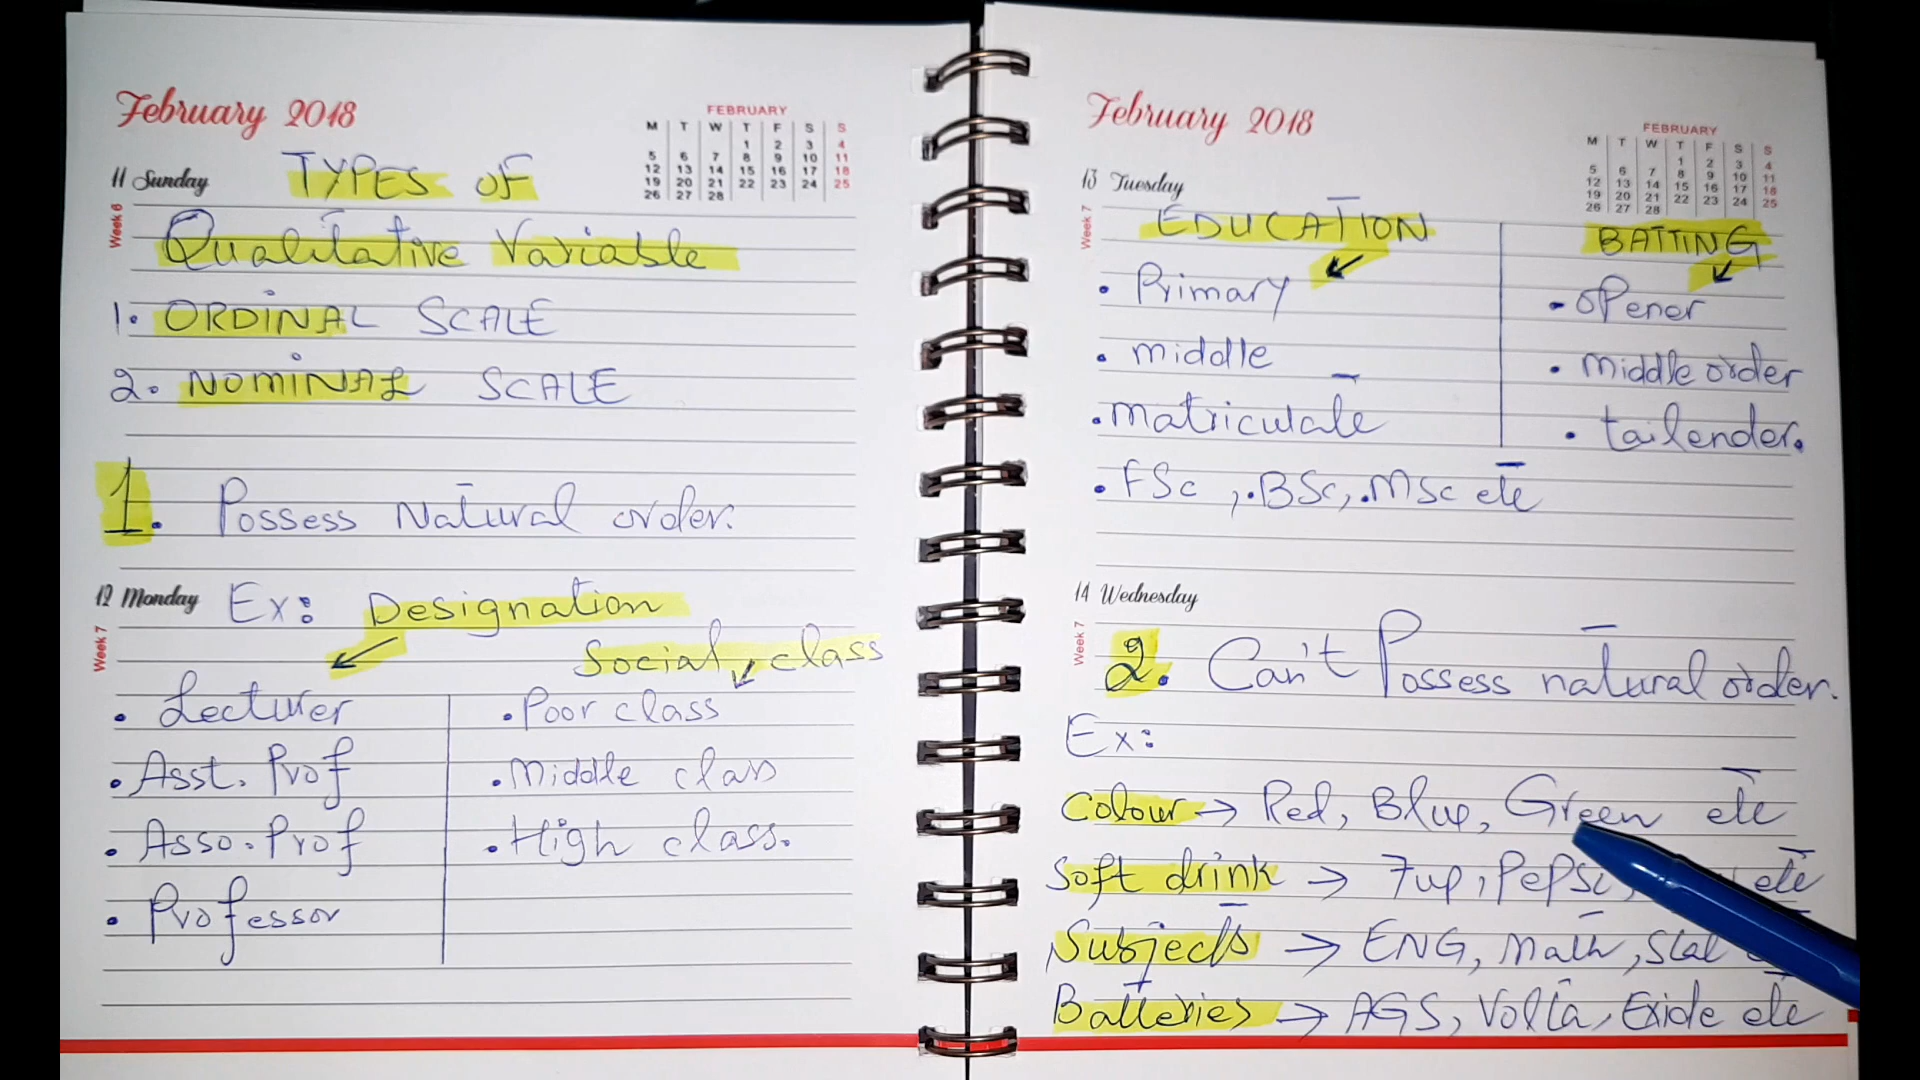 February 2018
FEBRUARY
M T W T F S S
1 2 3 4
5 6 7 8 9 10 11
12 13 14 15 16 17 18
19 20 21 22 23 24 25
26 27 28
11 Sunday
TYPES OF
Week 6
Qualitative Variable
1. ORDINAL SCALE
2. NOMINAL SCALE
1. Possess Natural order.
12 Monday
Ex: Designation
Week 7
Social class
• Lecturer
• Asst. Prof
• Asso. Prof
• Professor
• Poor class
• Middle class
• High class.
February 2018
FEBRUARY
M T W T F S S
1 2 3 4
5 6 7 8 9 10 11
12 13 14 15 16 17 18
19 20 21 22 23 24 25
26 27 28
13 Tuesday
Week 7
EDUCATION
• Primary
• middle
• matriculate
• FSc, • BSc, • MSc etc
BATTING
• opener
• middle order
• tailender.
14 Wednesday
Week 7
2. Can't Possess natural order.
Ex:
Colour → Red, Blue, Green etc
Soft drink → 7up, Pepsi, etc
Subjects → ENG, Math, Stat
Batteries → AGS, Volta, Exide etc